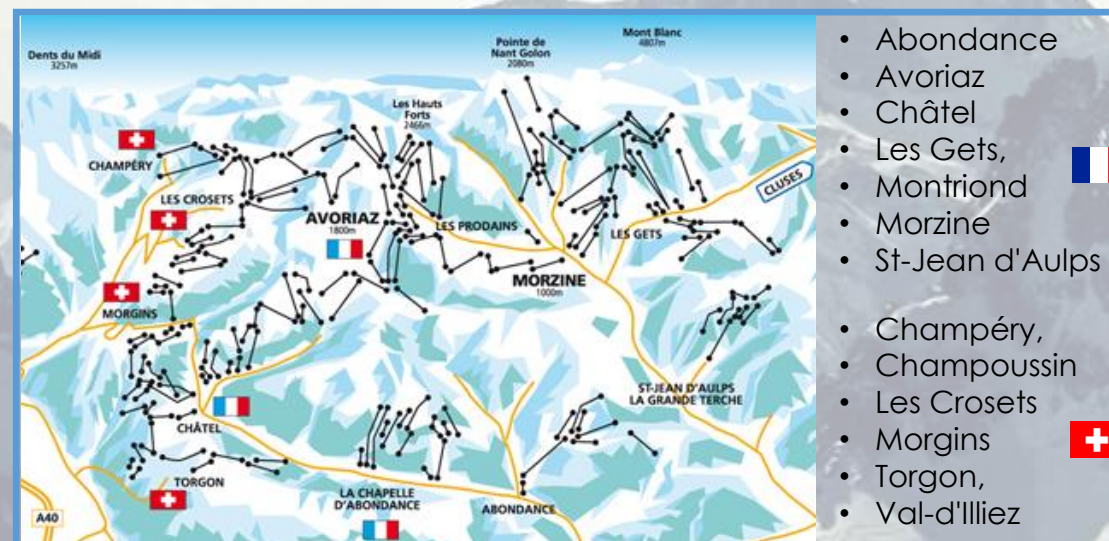 Dents du Midi
3257m
Pointe de
Nant Golon
2080m
Mont Blanc
4807m
Les Hauts
Forts
2466m
CHAMPÉRY
LES CROSETS
AVORIAZ
1800m
LES PRODAINS
LES GETS
CLUSES
MORZINE
1000m
MORGINS
ST-JEAN D'AULPS
LA GRANDE TERCHE
CHÂTEL
TORGON
LA CHAPELLE
D'ABONDANCE
ABONDANCE
A40
• Abondance
• Avoriaz
• Châtel
• Les Gets,
• Montriond
• Morzine
• St-Jean d'Aulps
• Champéry,
• Champoussin
• Les Crosets
• Morgins
• Torgon,
• Val-d'Illiez